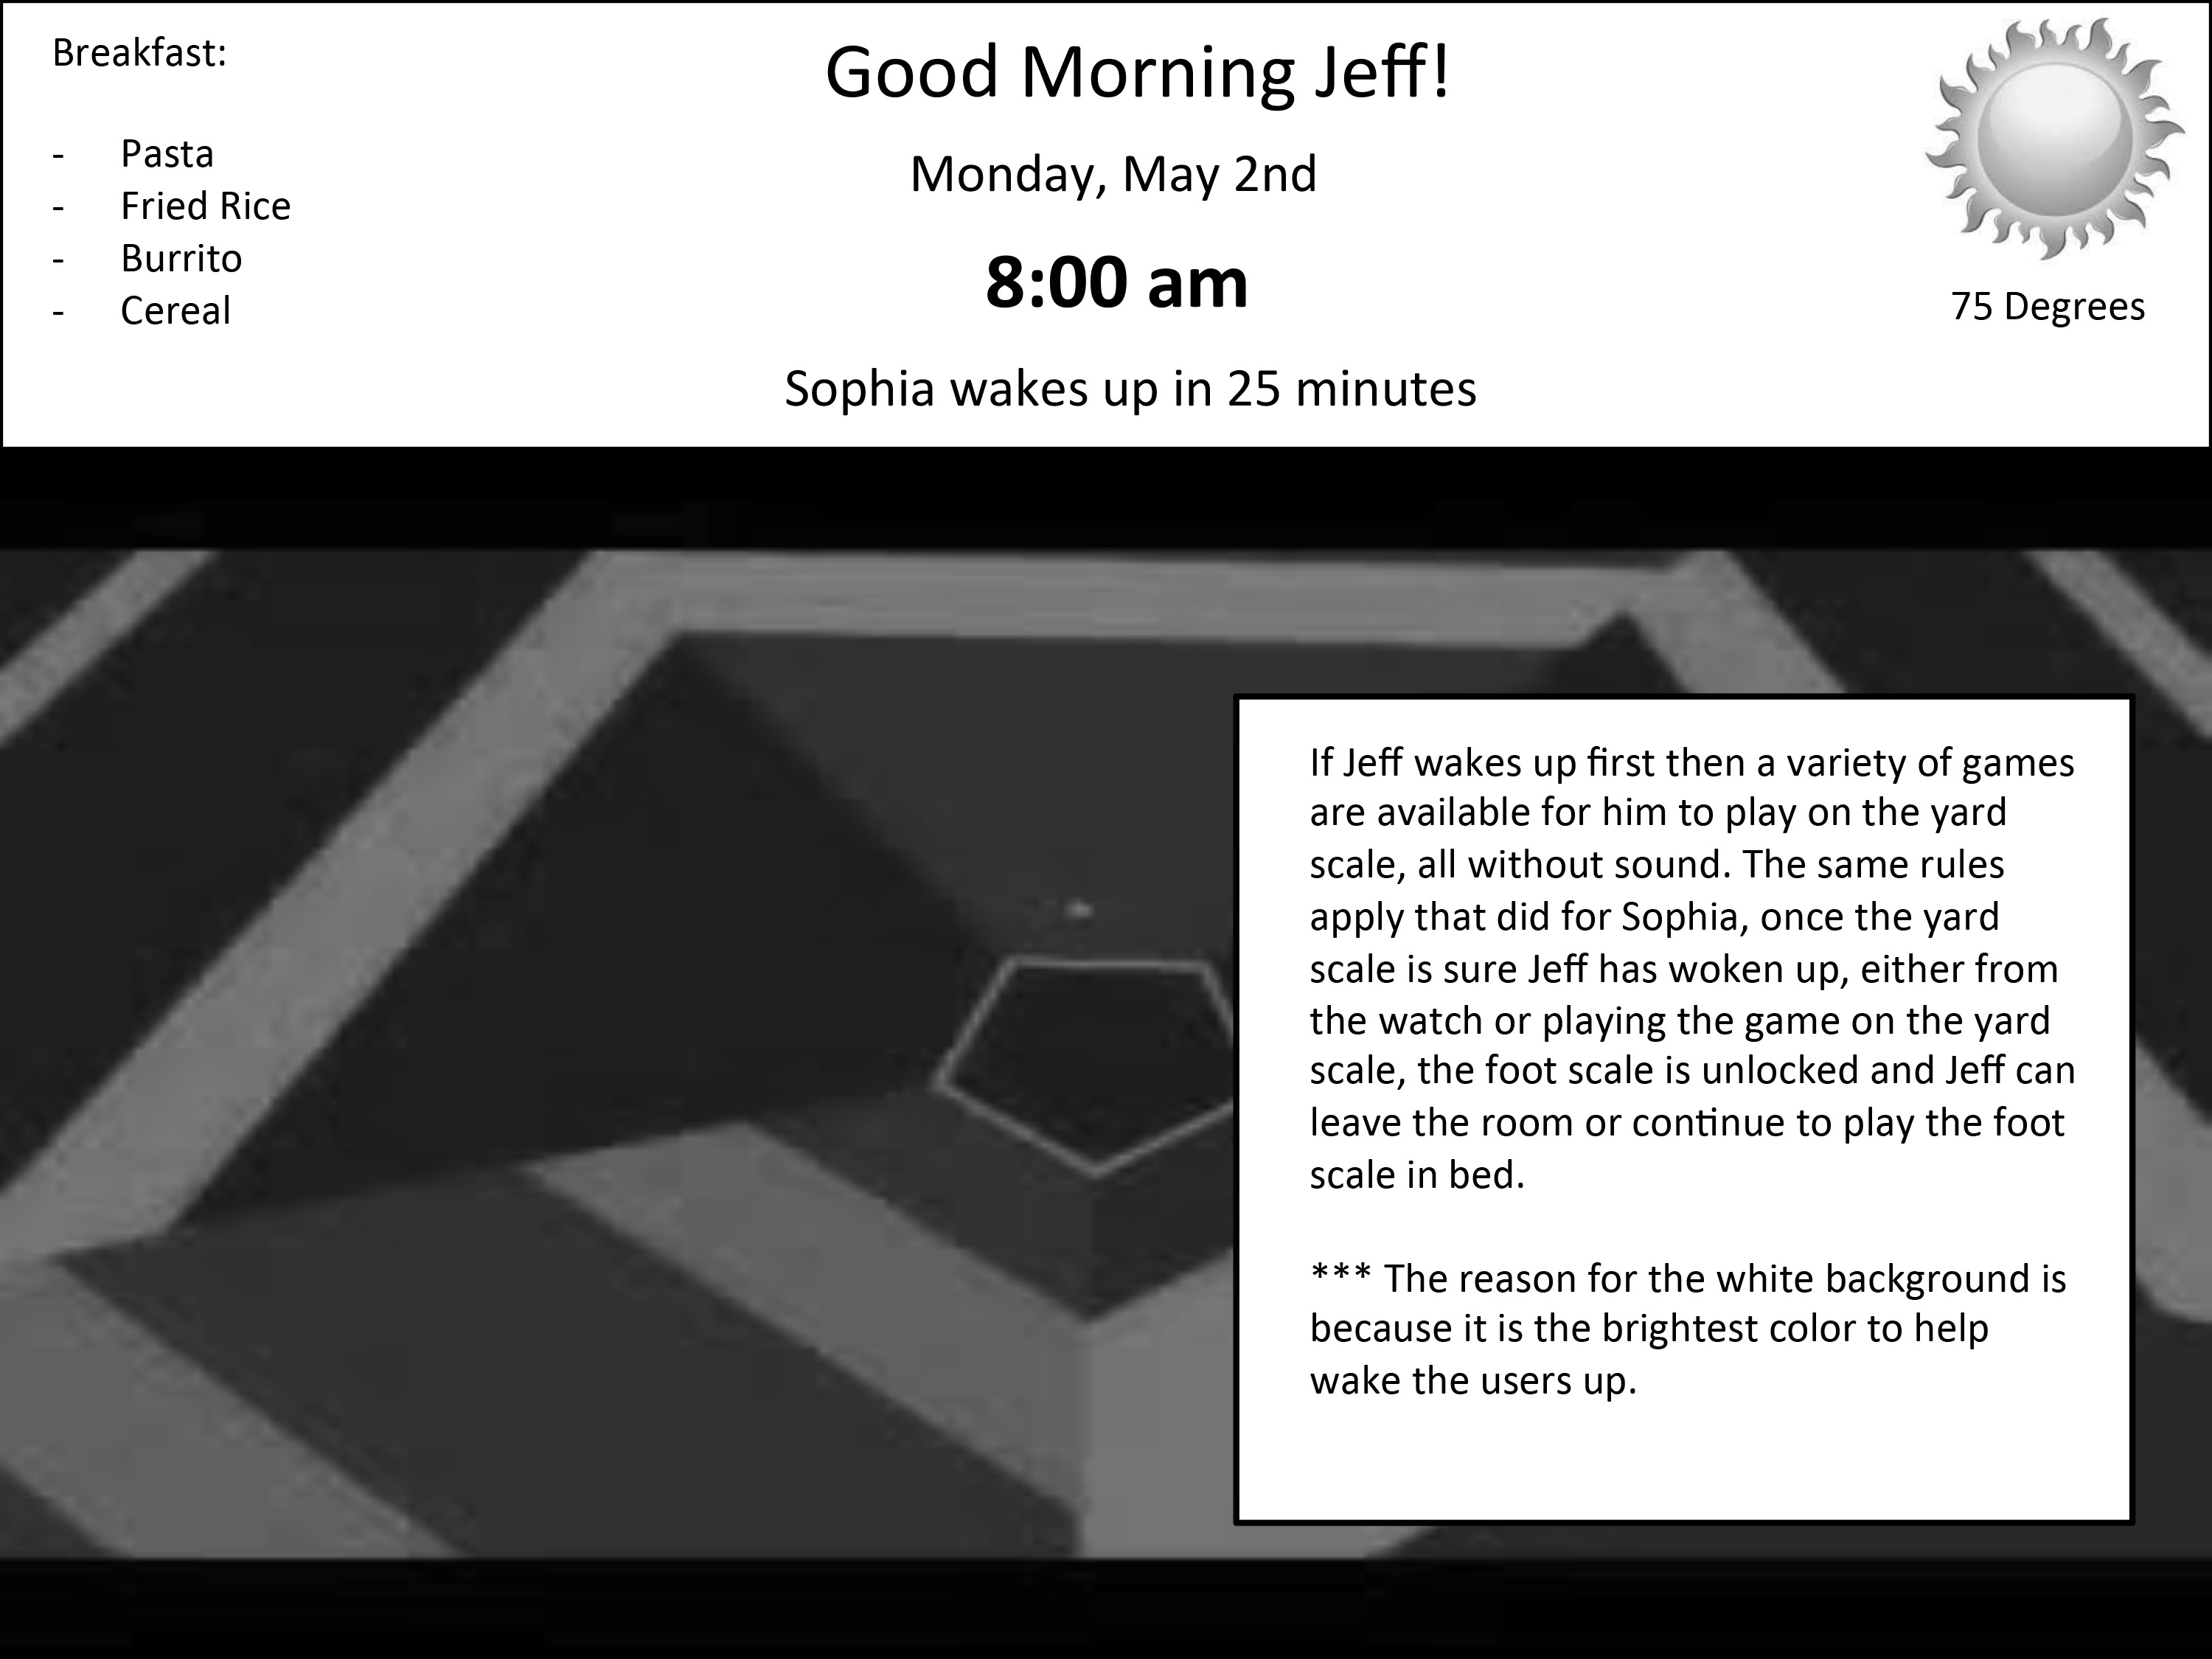 Breakfast:
- Pasta
- Fried Rice
- Burrito
- Cereal
Good Morning Jeff!
Monday, May 2nd
8:00 am
Sophia wakes up in 25 minutes
75 Degrees
If Jeff wakes up first then a variety of games
are available for him to play on the yard
scale, all without sound. The same rules
apply that did for Sophia, once the yard
scale is sure Jeff has woken up, either from
the watch or playing the game on the yard
scale, the foot scale is unlocked and Jeff can
leave the room or continue to play the foot
scale in bed.
*** The reason for the white background is
because it is the brightest color to help
wake the users up.